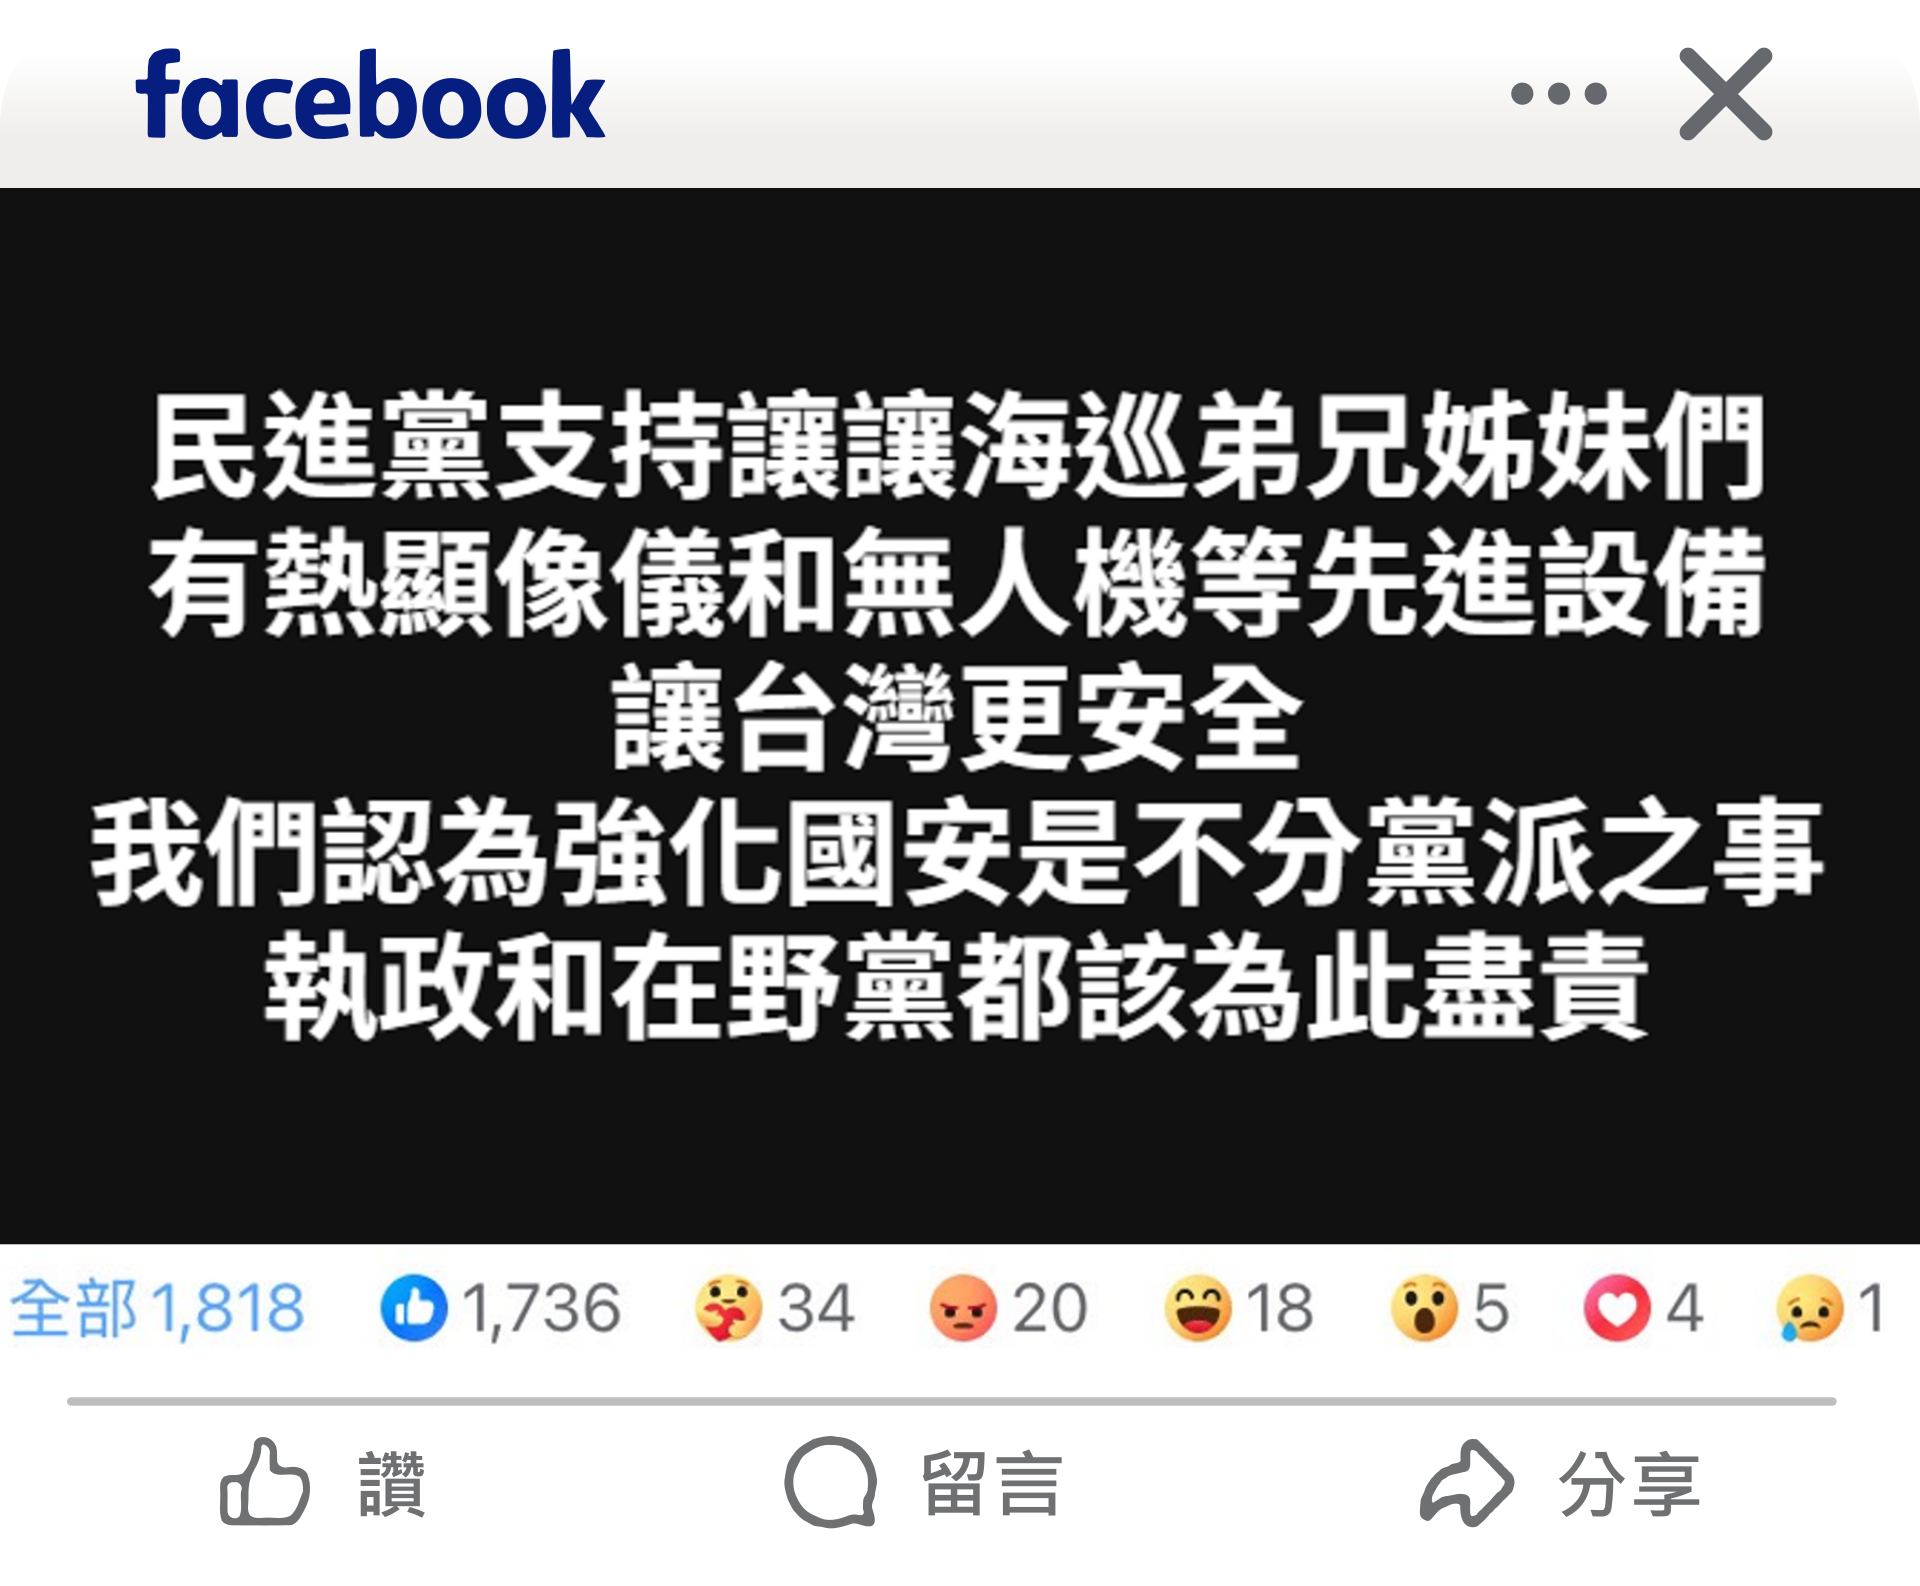 facebook
民進黨支持讓讓海巡弟兄姊妹們
有熱顯像儀和無人機等先進設備
讓台灣更安全
我們認為強化國安是不分黨派之事
執政和在野黨都該為此盡責
全部 1,818 1,736 34 20 18 5 4 1
讚 留言 分享